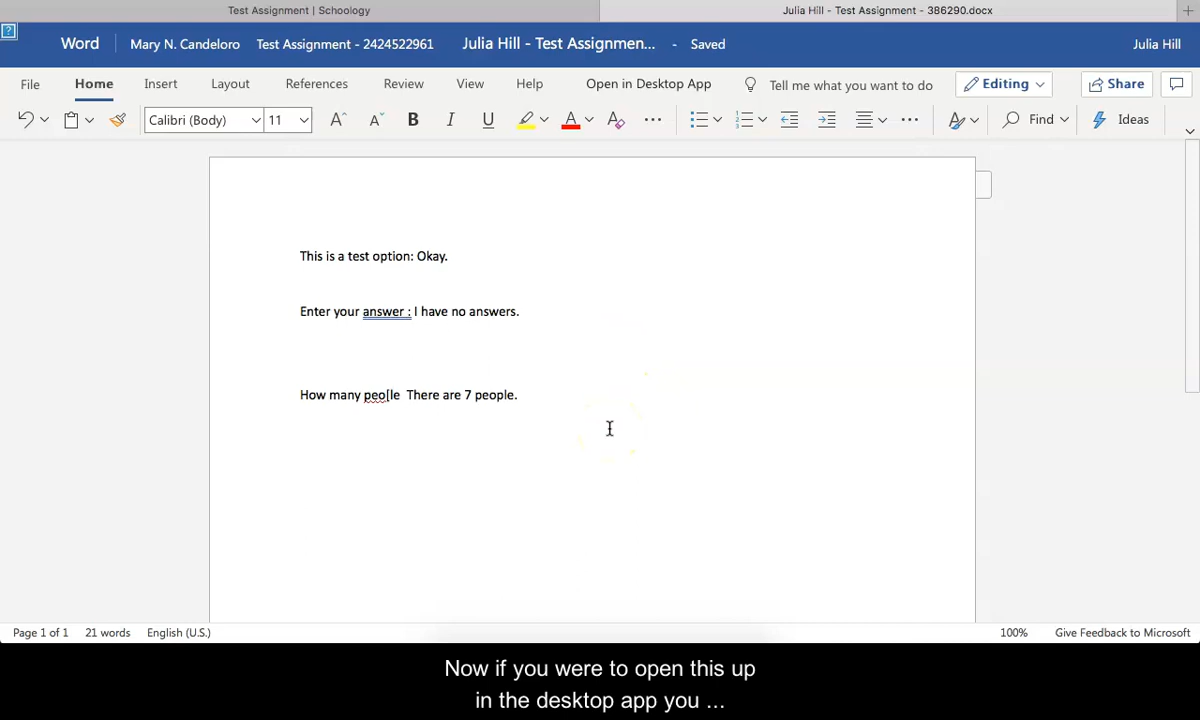 Test Assignment | Schoology
Julia Hill - Test Assignment - 386290.docx
Word
Mary N. Candeloro
Test Assignment - 2424522961
Julia Hill - Test Assignmen... - Saved
Julia Hill
File
Home
Insert
Layout
References
Review
View
Help
Open in Desktop App
Tell me what you want to do
Editing
Share
Calibri (Body)
11
Find
Ideas
This is a test option: Okay.
Enter your answer : I have no answers.
How many peo[le  There are 7 people.
Page 1 of 1
21 words
English (U.S.)
100%
Give Feedback to Microsoft
Now if you were to open this up
in the desktop app you ...